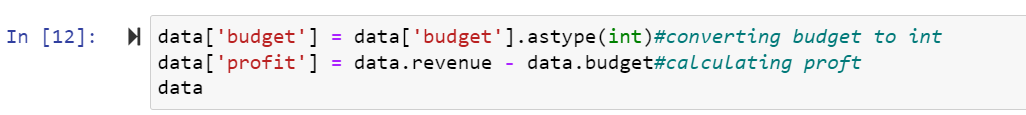 In [12]: data['budget'] = data['budget'].astype(int)#converting budget to int
data['profit'] = data.revenue - data.budget#calculating proft
data